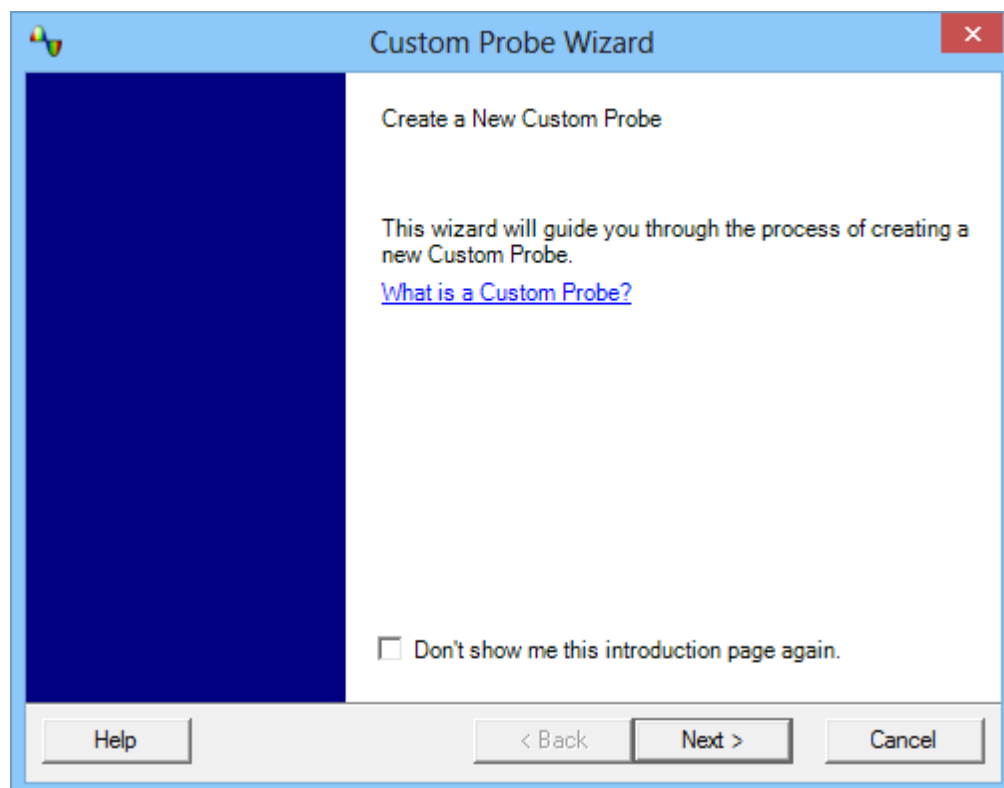 Custom Probe Wizard
Create a New Custom Probe
This wizard will guide you through the process of creating a
new Custom Probe.
What is a Custom Probe?
Don't show me this introduction page again.
Help
< Back
Next >
Cancel